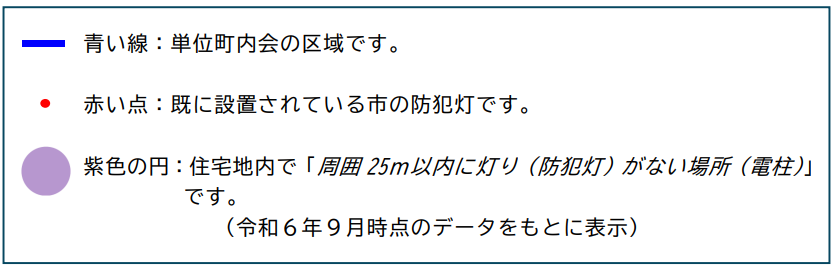 青い線：単位町内会の区域です。
赤い点：既に設置されている市の防犯灯です。
紫色の円：住宅地内で「周囲 25m以内に灯り（防犯灯）がない場所（電柱）」
です。
（令和６年９月時点のデータをもとに表示）